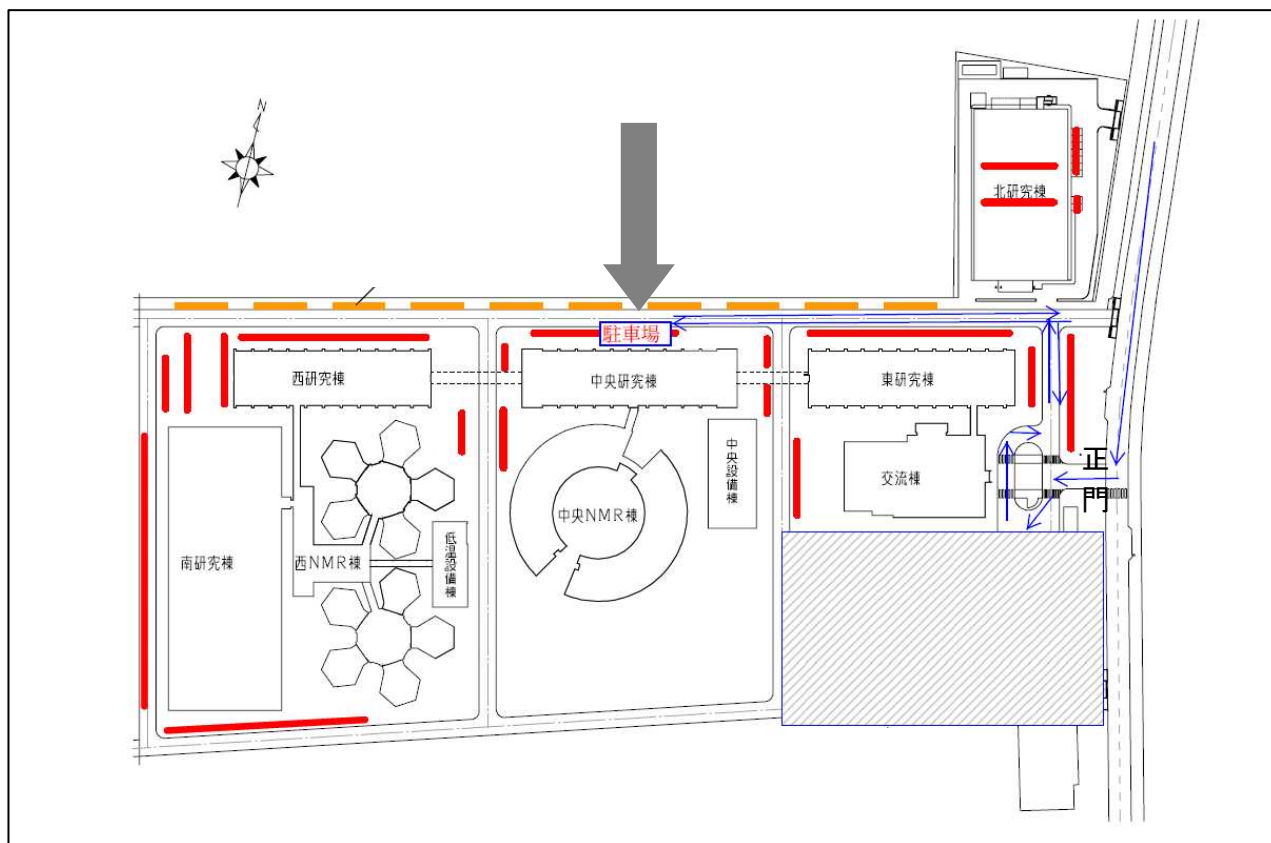 N
北研究棟
駐車場
西研究棟
中央研究棟
東研究棟
中央設備棟
交流棟
正門
南研究棟
西NMR棟
低温設備棟
中央NMR棟